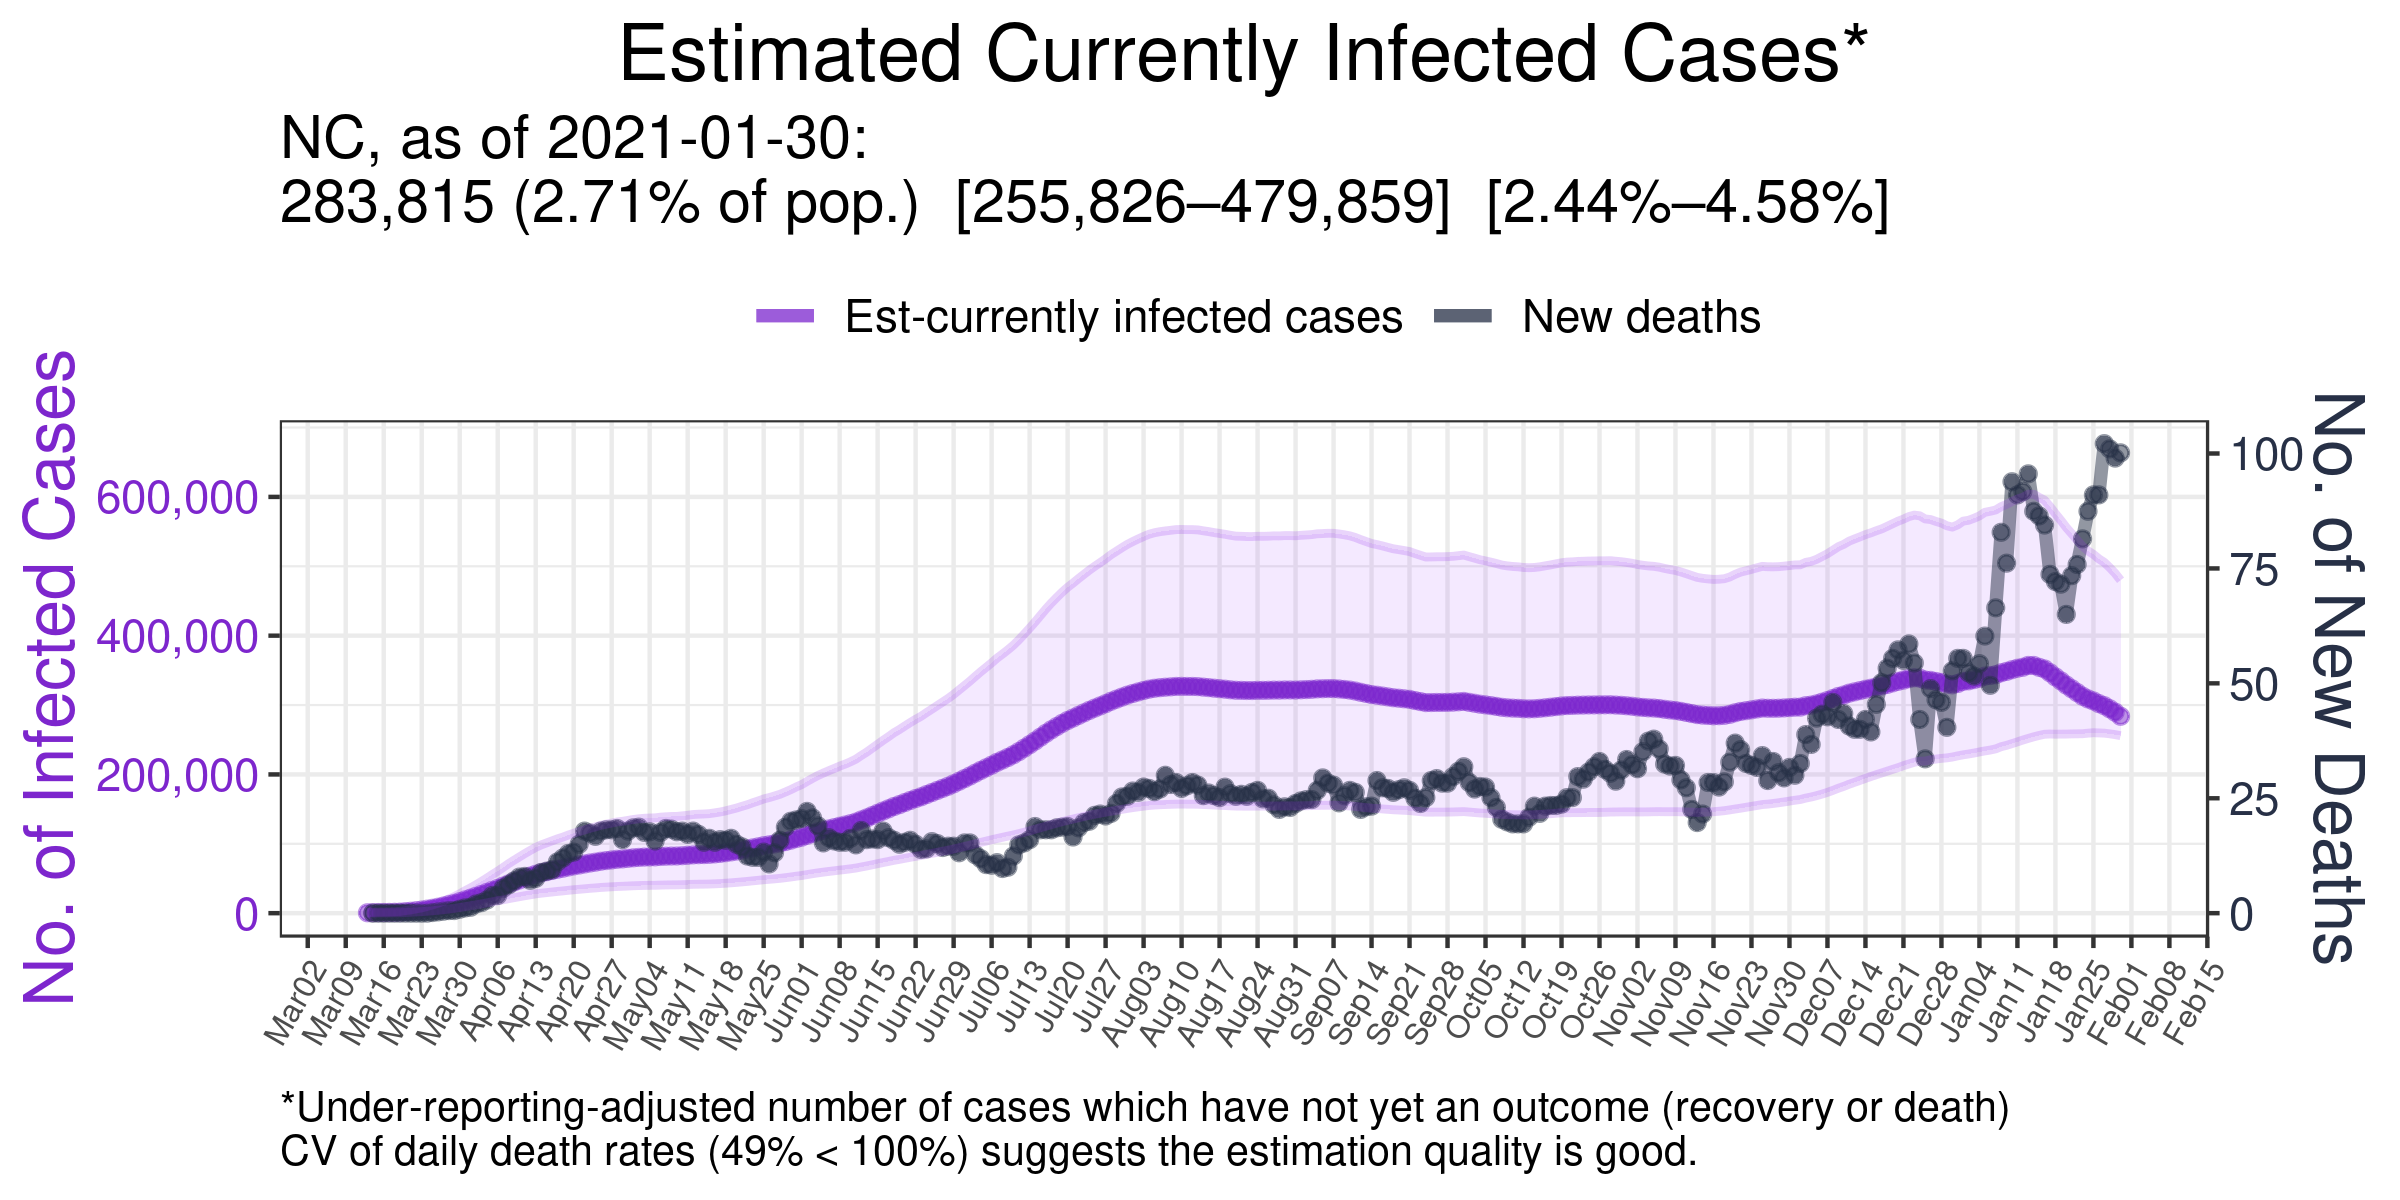 Estimated Currently Infected Cases*
NC, as of 2021-01-30:
283,815 (2.71% of pop.)  [255,826–479,859]  [2.44%–4.58%]
Est-currently infected cases
New deaths
No. of Infected Cases
600,000
400,000
200,000
0
100
75
50
25
0
No. of New Deaths
Mar02
Mar09
Mar16
Mar23
Mar30
Apr06
Apr13
Apr20
Apr27
May04
May11
May18
May25
Jun01
Jun08
Jun15
Jun22
Jun29
Jul06
Jul13
Jul20
Jul27
Aug03
Aug10
Aug17
Aug24
Aug31
Sep07
Sep14
Sep21
Sep28
Oct05
Oct12
Oct19
Oct26
Nov02
Nov09
Nov16
Nov23
Nov30
Dec07
Dec14
Dec21
Dec28
Jan04
Jan11
Jan18
Jan25
Feb01
Feb08
Feb15
*Under-reporting-adjusted number of cases which have not yet an outcome (recovery or death)
CV of daily death rates (49% < 100%) suggests the estimation quality is good.